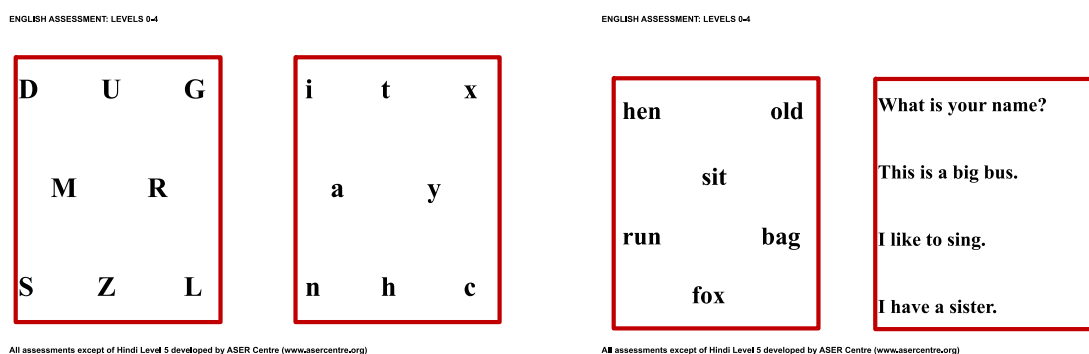 ENGLISH ASSESSMENT: LEVELS 0-4
D U G
M R
S Z L
i t x
a y
n h c
All assessments except of Hindi Level 5 developed by ASER Centre (www.asercentre.org)
ENGLISH ASSESSMENT: LEVELS 0-4
hen old
sit
run bag
fox
What is your name?
This is a big bus.
I like to sing.
I have a sister.
All assessments except of Hindi Level 5 developed by ASER Centre (www.asercentre.org)